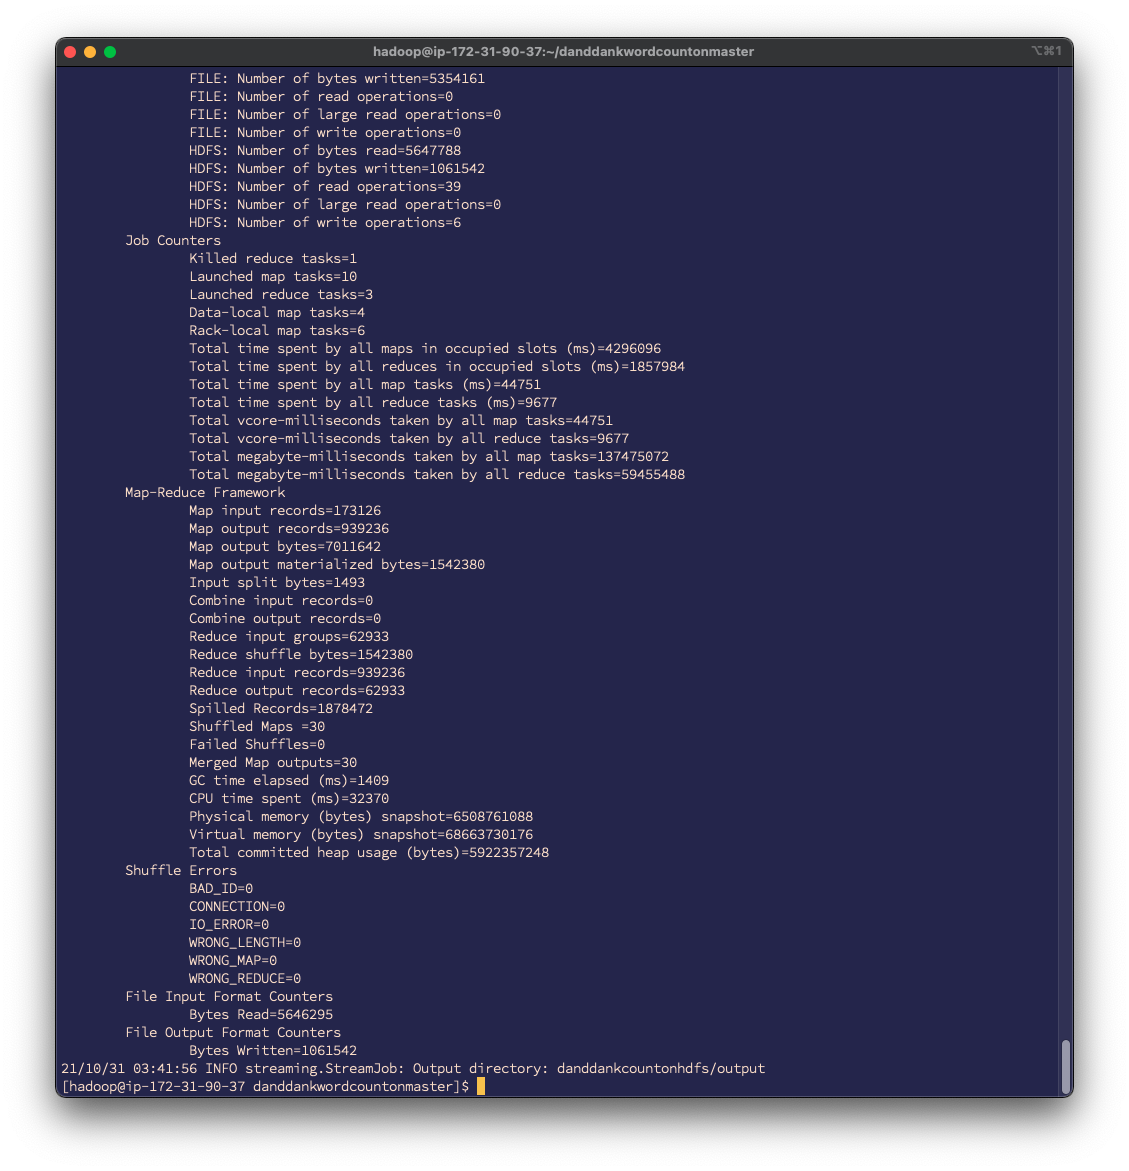 hadoop@ip-172-31-90-37:~/danddankwordcountonmaster
⌥⌘1
FILE: Number of bytes written=5354161
FILE: Number of read operations=0
FILE: Number of large read operations=0
FILE: Number of write operations=0
HDFS: Number of bytes read=5647788
HDFS: Number of bytes written=1061542
HDFS: Number of read operations=39
HDFS: Number of large read operations=0
HDFS: Number of write operations=6
Job Counters
Killed reduce tasks=1
Launched map tasks=10
Launched reduce tasks=3
Data-local map tasks=4
Rack-local map tasks=6
Total time spent by all maps in occupied slots (ms)=4296096
Total time spent by all reduces in occupied slots (ms)=1857984
Total time spent by all map tasks (ms)=44751
Total time spent by all reduce tasks (ms)=9677
Total vcore-milliseconds taken by all map tasks=44751
Total vcore-milliseconds taken by all reduce tasks=9677
Total megabyte-milliseconds taken by all map tasks=137475072
Total megabyte-milliseconds taken by all reduce tasks=59455488
Map-Reduce Framework
Map input records=173126
Map output records=939236
Map output bytes=7011642
Map output materialized bytes=1542380
Input split bytes=1493
Combine input records=0
Combine output records=0
Reduce input groups=62933
Reduce shuffle bytes=1542380
Reduce input records=939236
Reduce output records=62933
Spilled Records=1878472
Shuffled Maps =30
Failed Shuffles=0
Merged Map outputs=30
GC time elapsed (ms)=1409
CPU time spent (ms)=32370
Physical memory (bytes) snapshot=6508761088
Virtual memory (bytes) snapshot=68663730176
Total committed heap usage (bytes)=5922357248
Shuffle Errors
BAD_ID=0
CONNECTION=0
IO_ERROR=0
WRONG_LENGTH=0
WRONG_MAP=0
WRONG_REDUCE=0
File Input Format Counters
Bytes Read=5646295
File Output Format Counters
Bytes Written=1061542
21/10/31 03:41:56 INFO streaming.StreamJob: Output directory: danddankcountonhdfs/output
[hadoop@ip-172-31-90-37 danddankwordcountonmaster]$